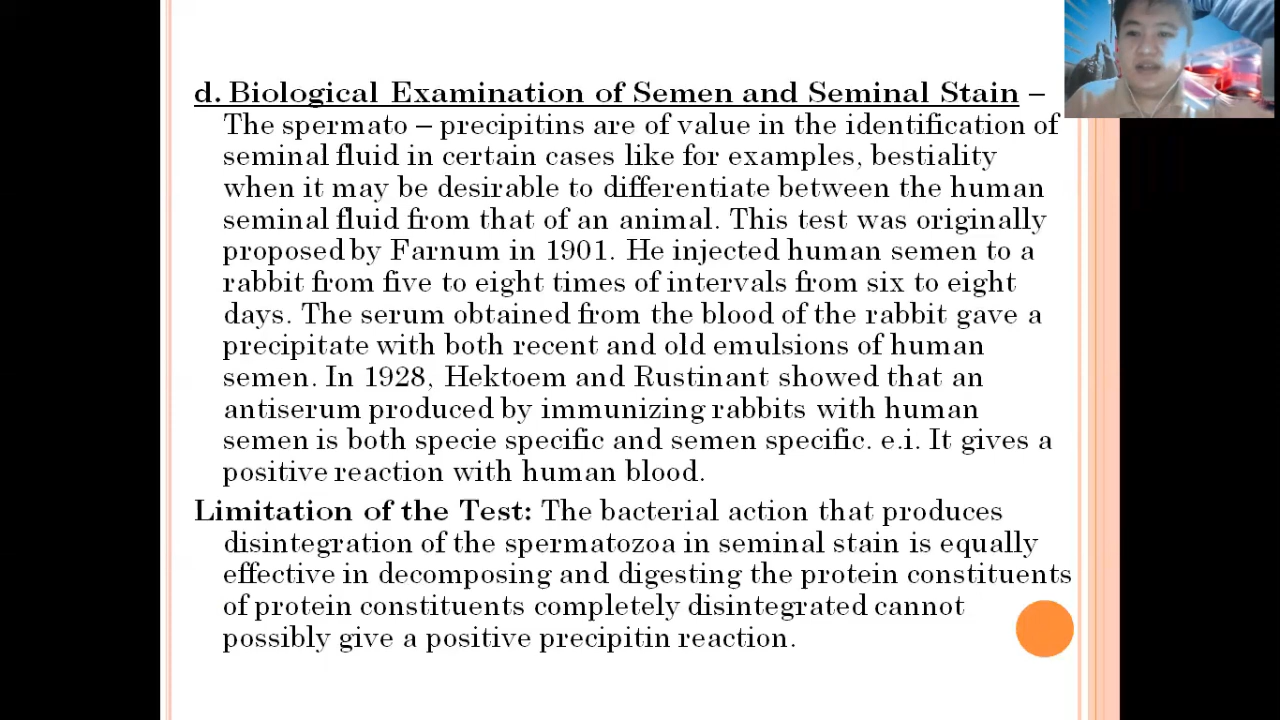 d. Biological Examination of Semen and Seminal Stain –
The spermato – precipitins are of value in the identification of
seminal fluid in certain cases like for examples, bestiality
when it may be desirable to differentiate between the human
seminal fluid from that of an animal. This test was originally
proposed by Farnum in 1901. He injected human semen to a
rabbit from five to eight times of intervals from six to eight
days. The serum obtained from the blood of the rabbit gave a
precipitate with both recent and old emulsions of human
semen. In 1928, Hektoem and Rustinant showed that an
antiserum produced by immunizing rabbits with human
semen is both specie specific and semen specific. e.i. It gives a
positive reaction with human blood.
Limitation of the Test: The bacterial action that produces
disintegration of the spermatozoa in seminal stain is equally
effective in decomposing and digesting the protein constituents
of protein constituents completely disintegrated cannot
possibly give a positive precipitin reaction.